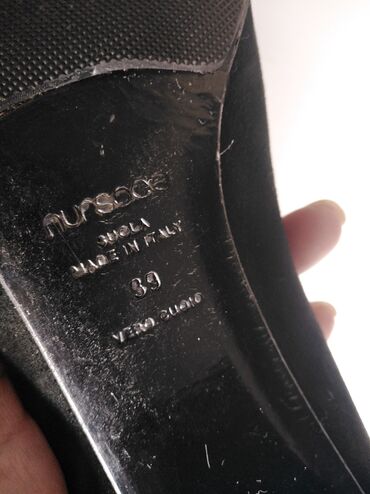 nursace
SUOLA
MADE IN ITALY
39
VERO CUOIO